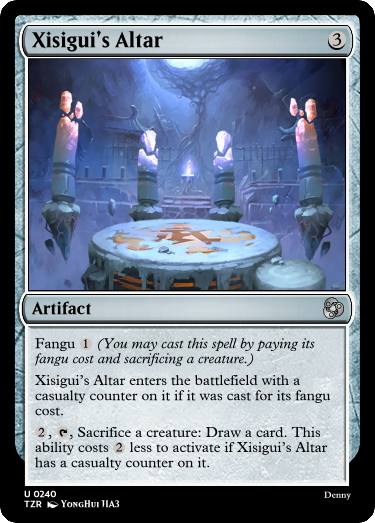 Xisigui's Altar 3
Artifact
Fangu 1 (You may cast this spell by paying its
fangu cost and sacrificing a creature.)
Xisigui's Altar enters the battlefield with a
casualty counter on it if it was cast for its fangu
cost.
2, , Sacrifice a creature: Draw a card. This
ability costs 2 less to activate if Xisigui's Altar
has a casualty counter on it.
U 0240
TZR YongHui JIA3
Denny